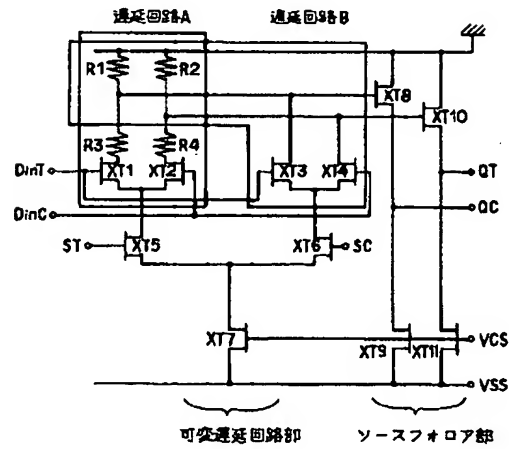 遅延回路A 遅延回路B
R1 R2
XT8
XT10
R3 R4
DinT XT1 XT2 XT3 XT4 QT
DinC QC
ST XT5 XT6 SC
XT7 XT9 XT11 VCS
VSS
可変遅延回路部 ソースフォロア部